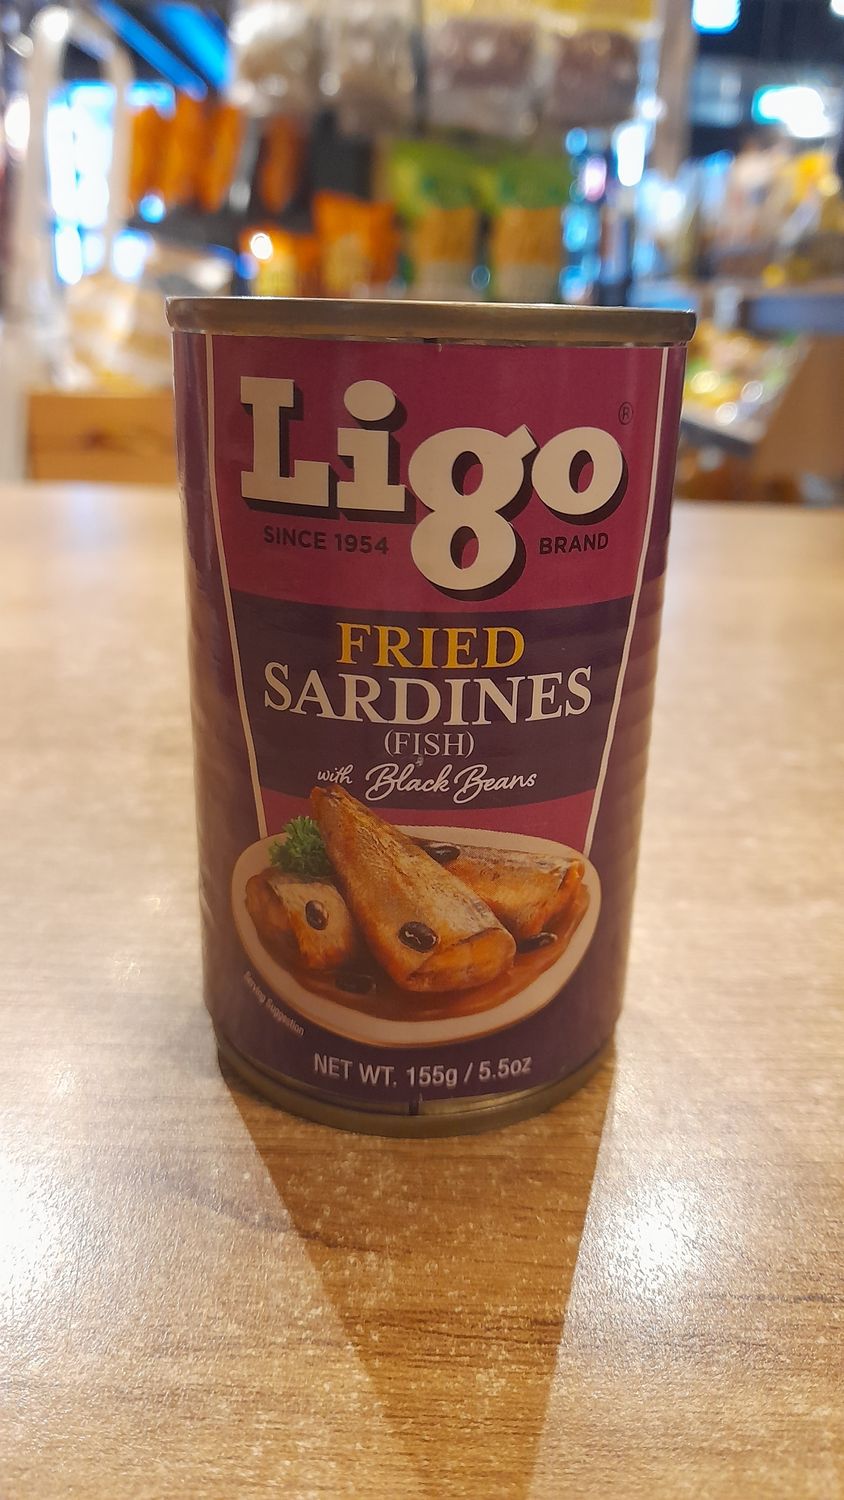 Ligo
®
SINCE 1954
BRAND
FRIED
SARDINES
(FISH)
with Black Beans
Serving Suggestion
NET WT. 155g / 5.5oz